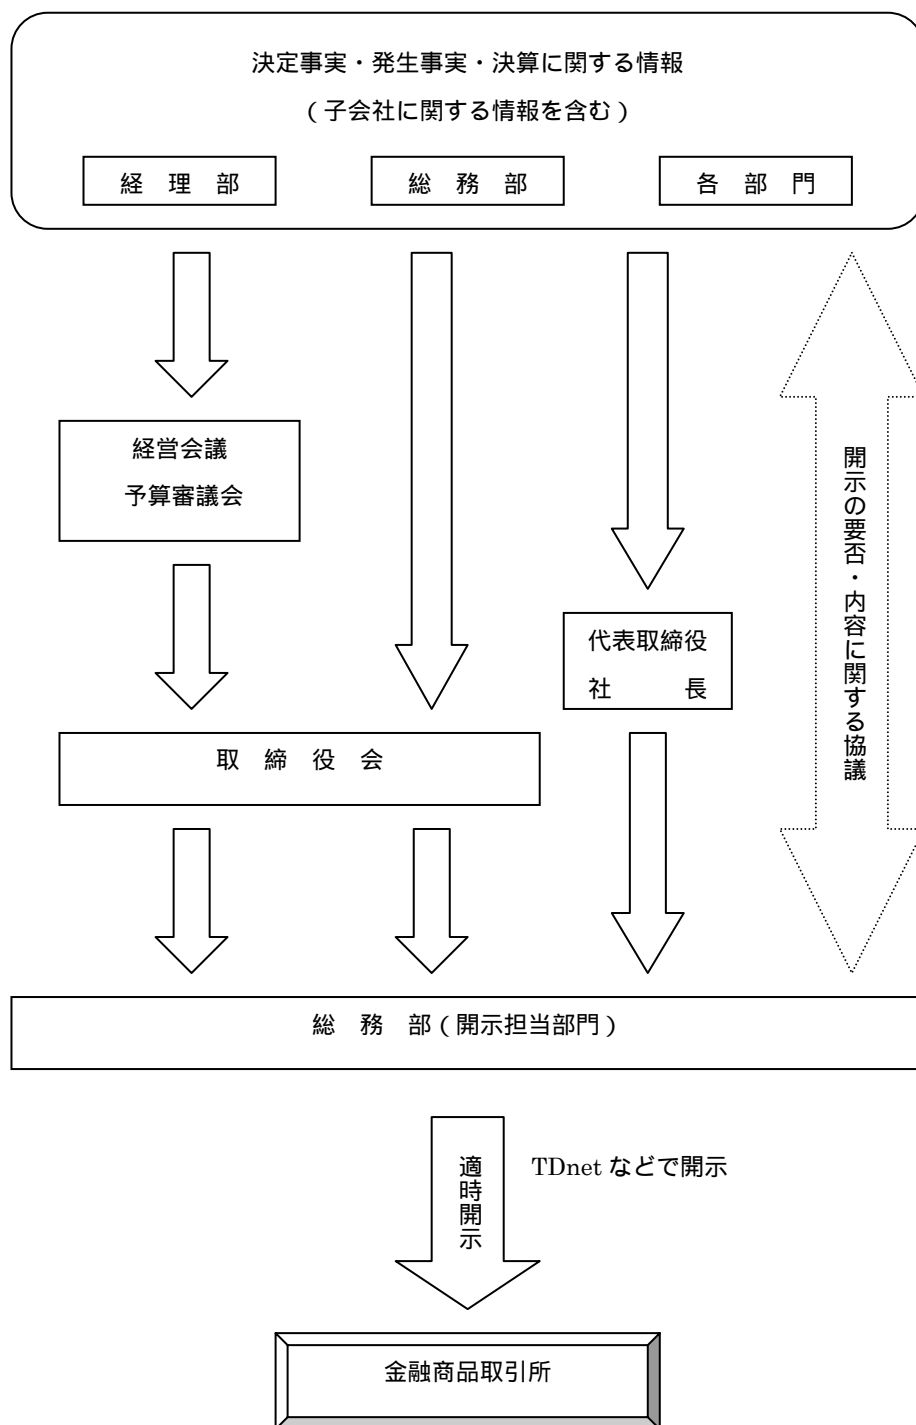 決定事実・発生事実・決算に関する情報
（子会社に関する情報を含む）
経　理　部
総　務　部
各　部　門
経営会議
予算審議会
代表取締役
社　　　長
開示の要否・内容に関する協議
取　締　役　会
総　務　部（開示担当部門）
適時開示
TDnet などで開示
金融商品取引所